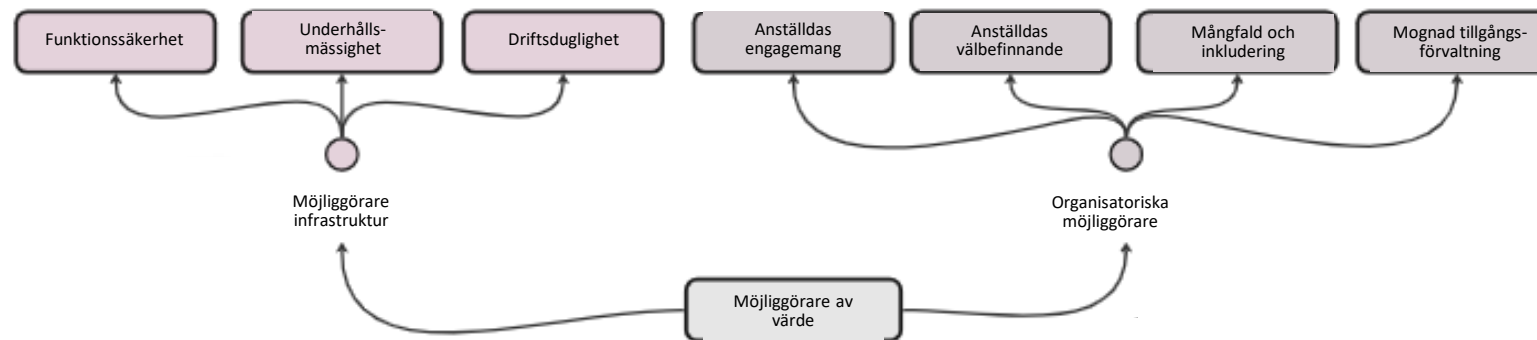 Funktionssäkerhet
Underhålls-
mässighet
Driftsduglighet
Anställdas
engagemang
Anställdas
välbefinnande
Mångfald och
inkludering
Mognad tillgångs-
förvaltning
Möjliggörare
infrastruktur
Organisatoriska
möjliggörare
Möjliggörare av
värde